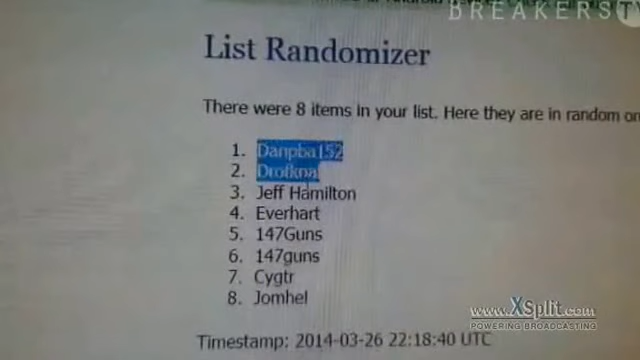 BREAKERSTV
List Randomizer
There were 8 items in your list. Here they are in random or
1. Danpba152
2. Drofkna
3. Jeff Hamilton
4. Everhart
5. 147Guns
6. 147guns
7. Cygtr
8. Jomhel
www.XSplit.com
POWERING BROADCASTING
Timestamp: 2014-03-26 22:18:40 UTC